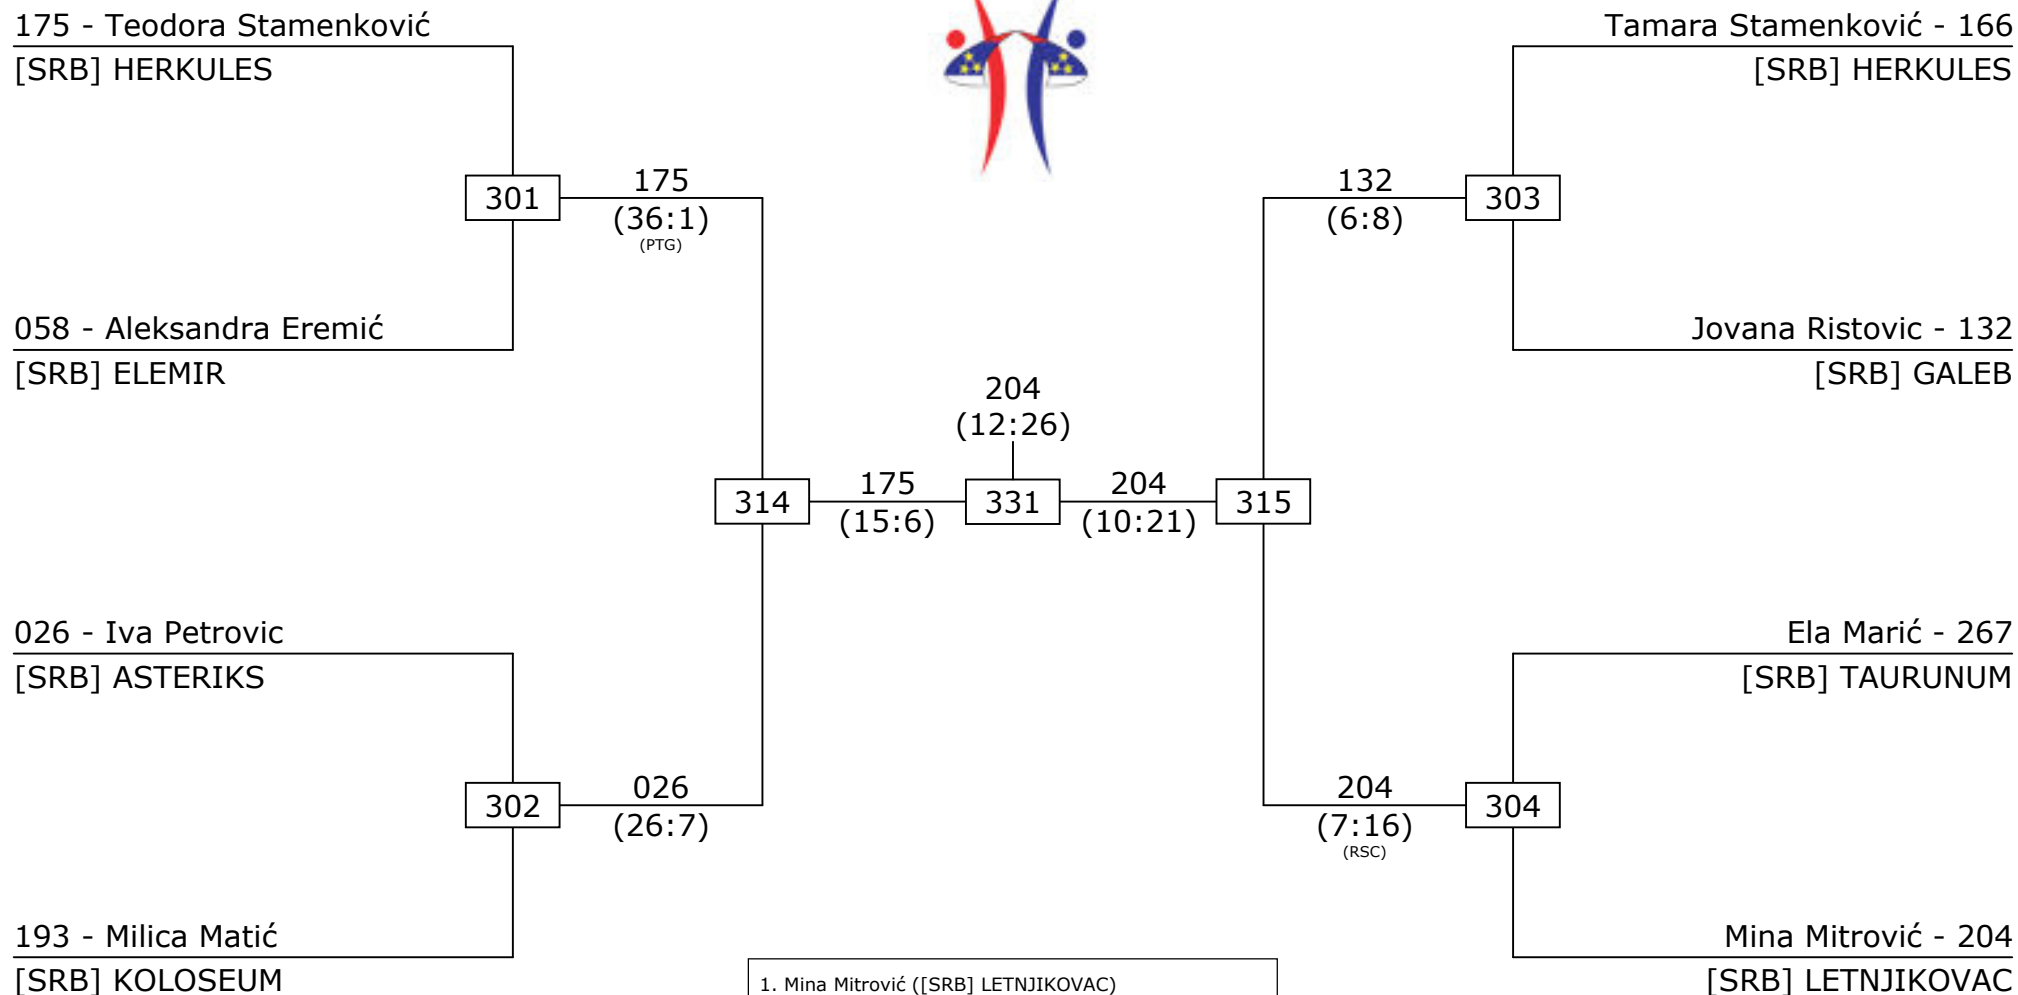 175 - Teodora Stamenković
[SRB] HERKULES
Tamara Stamenković - 166
[SRB] HERKULES
301
175
(36:1)
(PTG)
132
(6:8)
303
058 - Aleksandra Eremić
[SRB] ELEMIR
Jovana Ristovic - 132
[SRB] GALEB
204
(12:26)
314
175
(15:6)
331
204
(10:21)
315
026 - Iva Petrovic
[SRB] ASTERIKS
Ela Marić - 267
[SRB] TAURUNUM
302
026
(26:7)
204
(7:16)
(RSC)
304
193 - Milica Matić
[SRB] KOLOSEUM
Mina Mitrović - 204
[SRB] LETNJIKOVAC
1. Mina Mitrović ([SRB] LETNJIKOVAC)